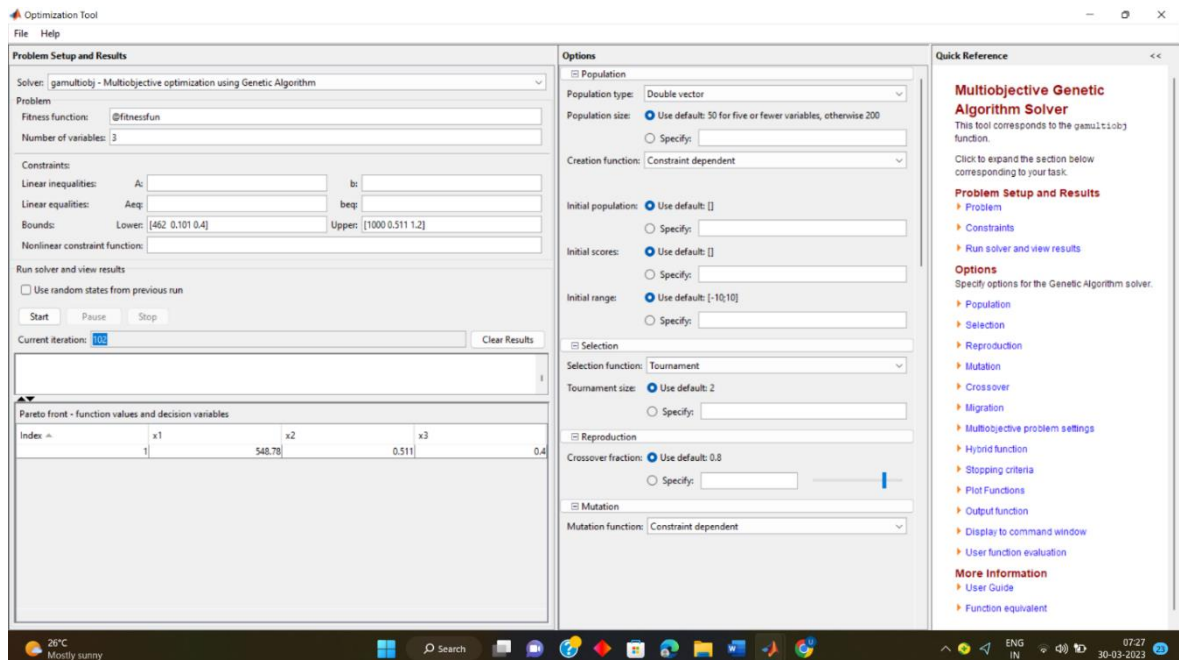 Optimization Tool
File Help
Problem Setup and Results
Solver: gamultiobj - Multiobjective optimization using Genetic Algorithm
Problem
Fitness function: @fitnessfun
Number of variables: 3
Constraints:
Linear inequalities: A: b:
Linear equalities: Aeq: beq:
Bounds: Lower: [462 0.101 0.4] Upper: [1000 0.511 1.2]
Nonlinear constraint function:
Run solver and view results
Use random states from previous run
Start Pause Stop
Current iteration: 102 Clear Results
Pareto front - function values and decision variables
Index x1 x2 x3
1 548.78 0.511 0.4
Options
Population
Population type: Double vector
Population size: Use default: 50 for five or fewer variables, otherwise 200
Specify:
Creation function: Constraint dependent
Initial population: Use default: []
Specify:
Initial scores: Use default: []
Specify:
Initial range: Use default: [-10;10]
Specify:
Selection
Selection function: Tournament
Tournament size: Use default: 2
Specify:
Reproduction
Crossover fraction: Use default: 0.8
Specify:
Mutation
Mutation function: Constraint dependent
Quick Reference <<
Multiobjective Genetic
Algorithm Solver
This tool corresponds to the gamultiobj
function.
Click to expand the section below
corresponding to your task.
Problem Setup and Results
Problem
Constraints
Run solver and view results
Options
Specify options for the Genetic Algorithm solver.
Population
Selection
Reproduction
Mutation
Crossover
Migration
Multiobjective problem settings
Hybrid function
Stopping criteria
Plot Functions
Output function
Display to command window
User function evaluation
More Information
User Guide
Function equivalent
26°C
Mostly sunny
Search
ENG
IN
07:27
30-03-2023